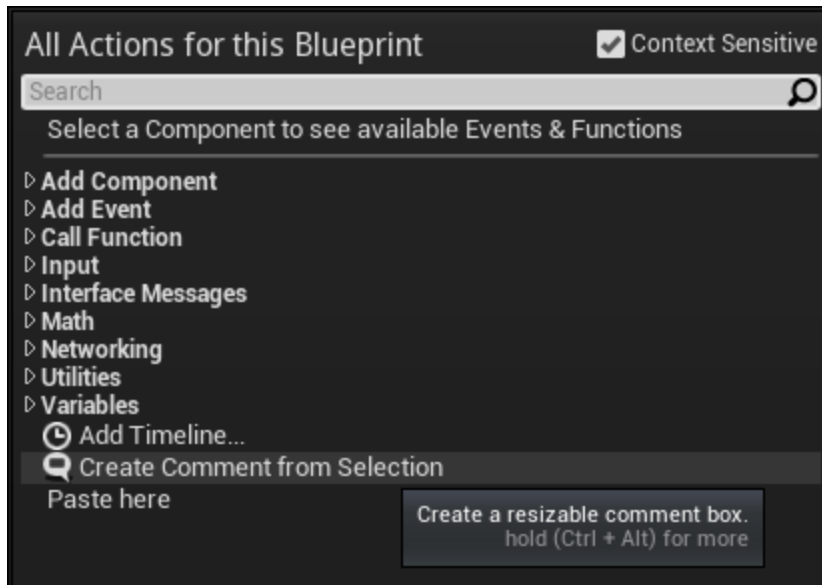 All Actions for this Blueprint
Context Sensitive
Search
Select a Component to see available Events & Functions
Add Component
Add Event
Call Function
Input
Interface Messages
Math
Networking
Utilities
Variables
Add Timeline...
Create Comment from Selection
Paste here
Create a resizable comment box.
hold (Ctrl + Alt) for more